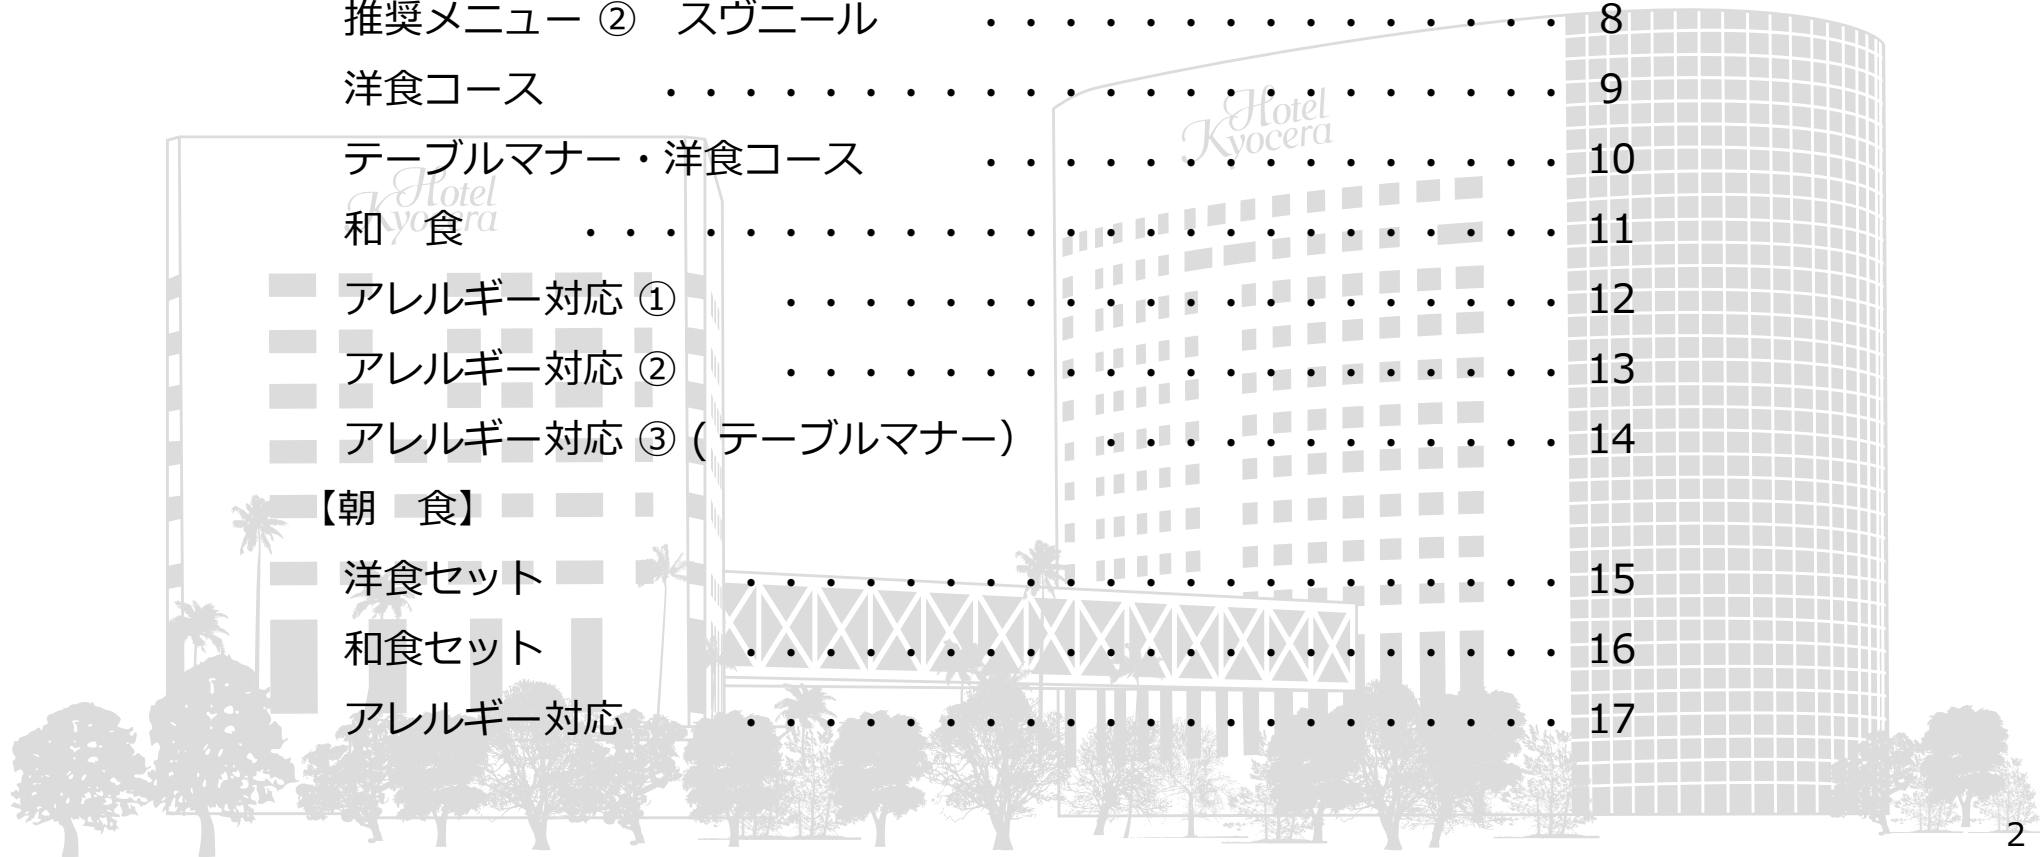 推奨メニュー ②　スヴニール　・・・・・・・・・・・・・・・ 8
洋食コース　・・・・・・・・・・・・・・・・・・・・・・・ 9
テーブルマナー・洋食コース　・・・・・・・・・・・・・・・ 10
和　食　・・・・・・・・・・・・・・・・・・・・・・・・・ 11
アレルギー対応 ①　・・・・・・・・・・・・・・・・・・・・ 12
アレルギー対応 ②　・・・・・・・・・・・・・・・・・・・・ 13
アレルギー対応 ③ ( テーブルマナー）　・・・・・・・・・・・・ 14
【朝　食】
洋食セット　・・・・・・・・・・・・・・・・・・・・・ 15
和食セット　・・・・・・・・・・・・・・・・・・・・・ 16
アレルギー対応　・・・・・・・・・・・・・・・・・・・・・ 17
Hotel
Kyocera
Hotel
Kyocera
2